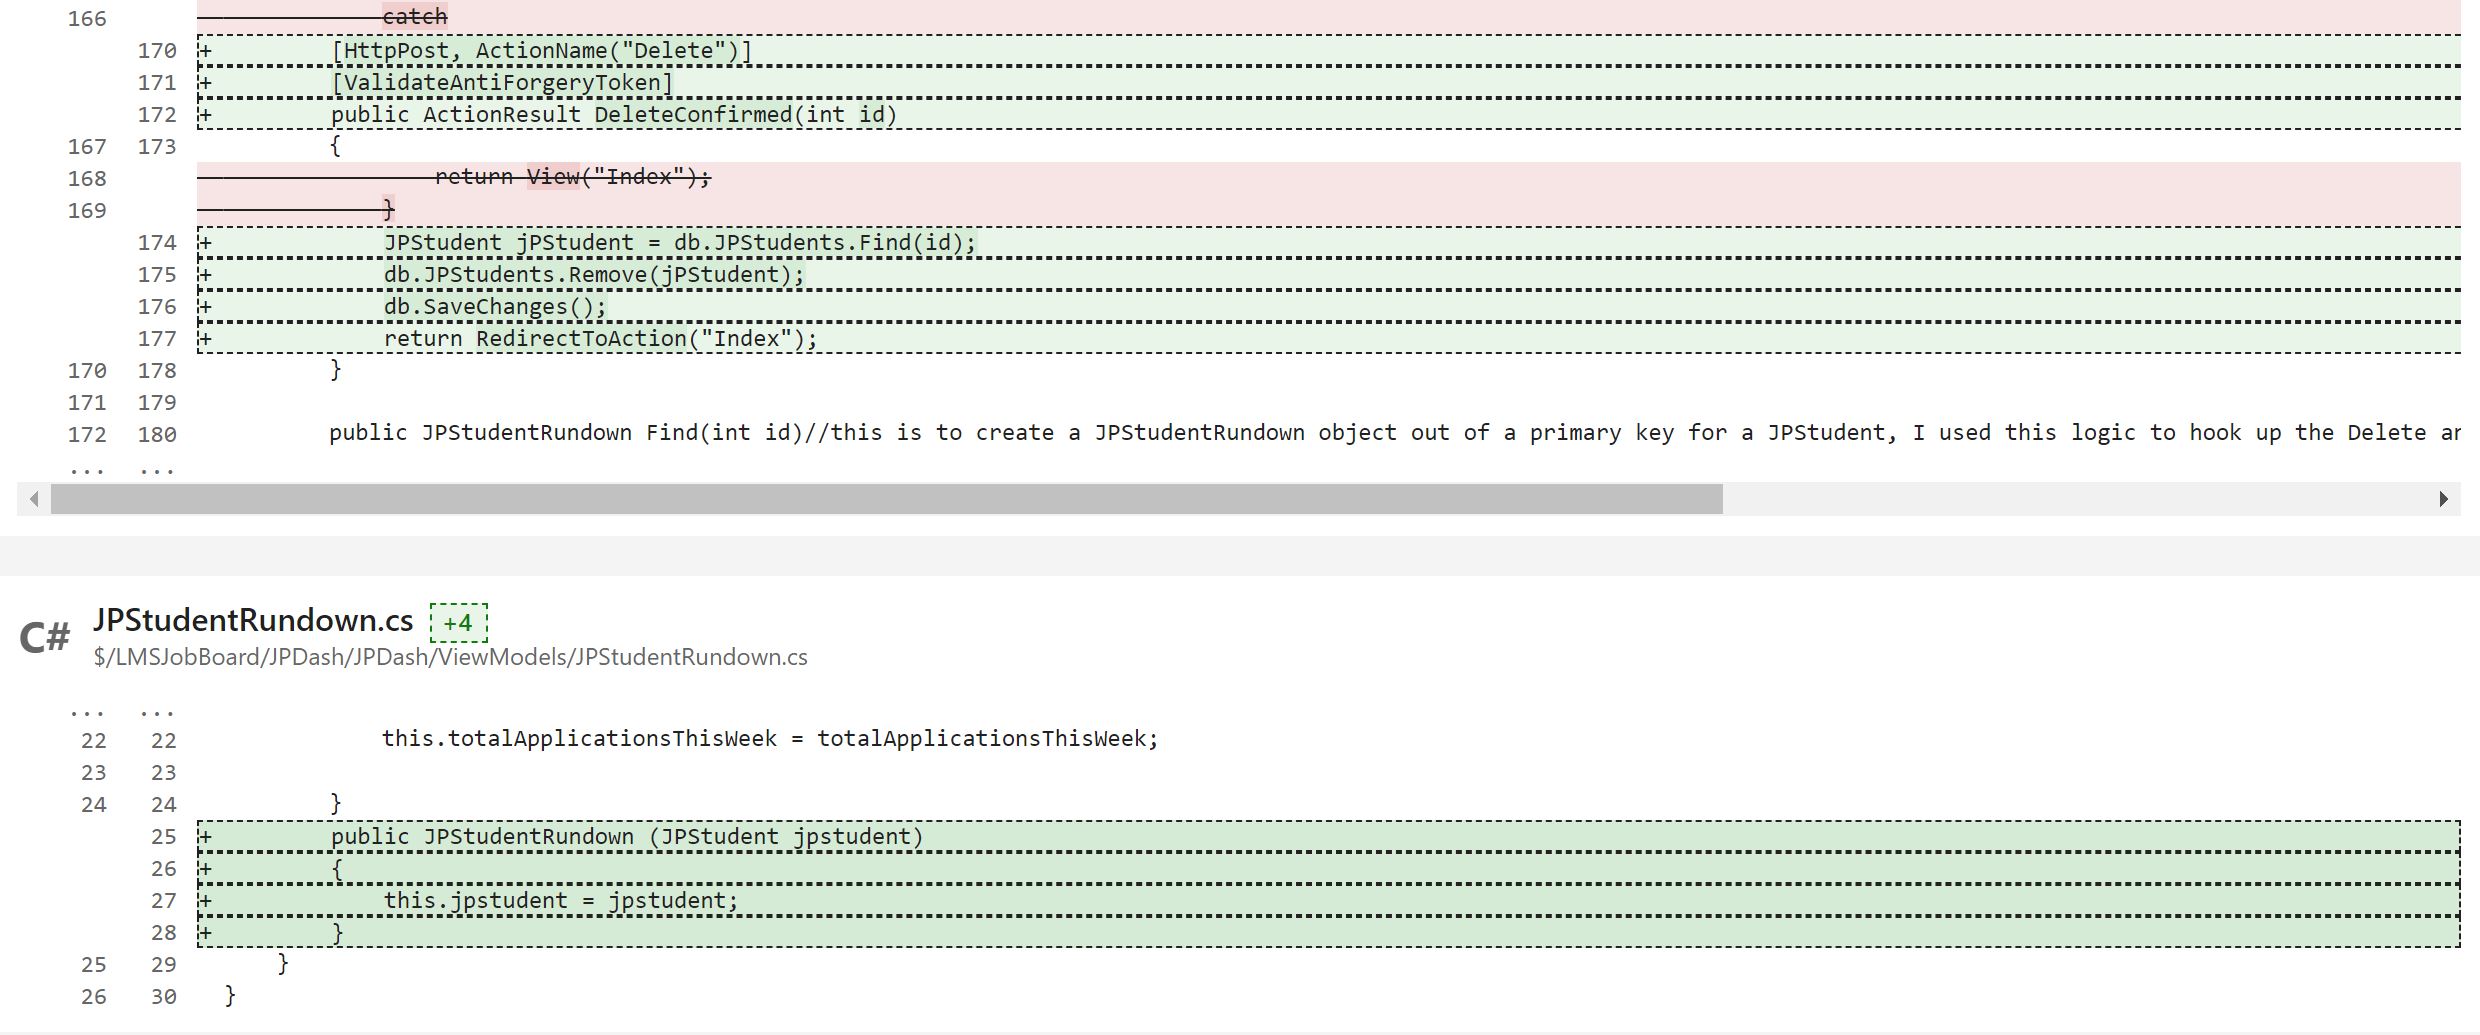 166 catch
170 + [HttpPost, ActionName("Delete")]
171 + [ValidateAntiForgeryToken]
172 + public ActionResult DeleteConfirmed(int id)
167 173 {
168 return View("Index");
169 }
174 + JPStudent jPStudent = db.JPStudents.Find(id);
175 + db.JPStudents.Remove(jPStudent);
176 + db.SaveChanges();
177 + return RedirectToAction("Index");
170 178 }
171 179
172 180 public JPStudentRundown Find(int id)//this is to create a JPStudentRundown object out of a primary key for a JPStudent, I used this logic to hook up the Delete
... ...
C# JPStudentRundown.cs +4
$/LMSJobBoard/JPDash/JPDash/ViewModels/JPStudentRundown.cs
... ...
22 22 this.totalApplicationsThisWeek = totalApplicationsThisWeek;
23 23
24 24 }
25 + public JPStudentRundown (JPStudent jpstudent)
26 + {
27 + this.jpstudent = jpstudent;
28 + }
25 29 }
26 30 }